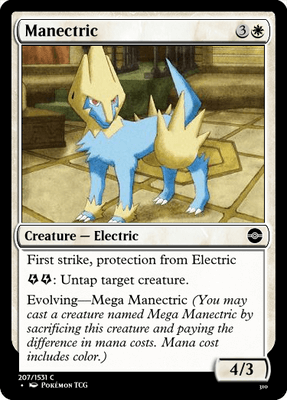 Manectric 3
Creature — Electric
First strike, protection from Electric
: Untap target creature.
Evolving—Mega Manectric (You may
cast a creature named Mega Manectric by
sacrificing this creature and paying the
difference in mana costs. Mana cost
includes color.)
4/3
207/1531 C
• Pokémon TCG